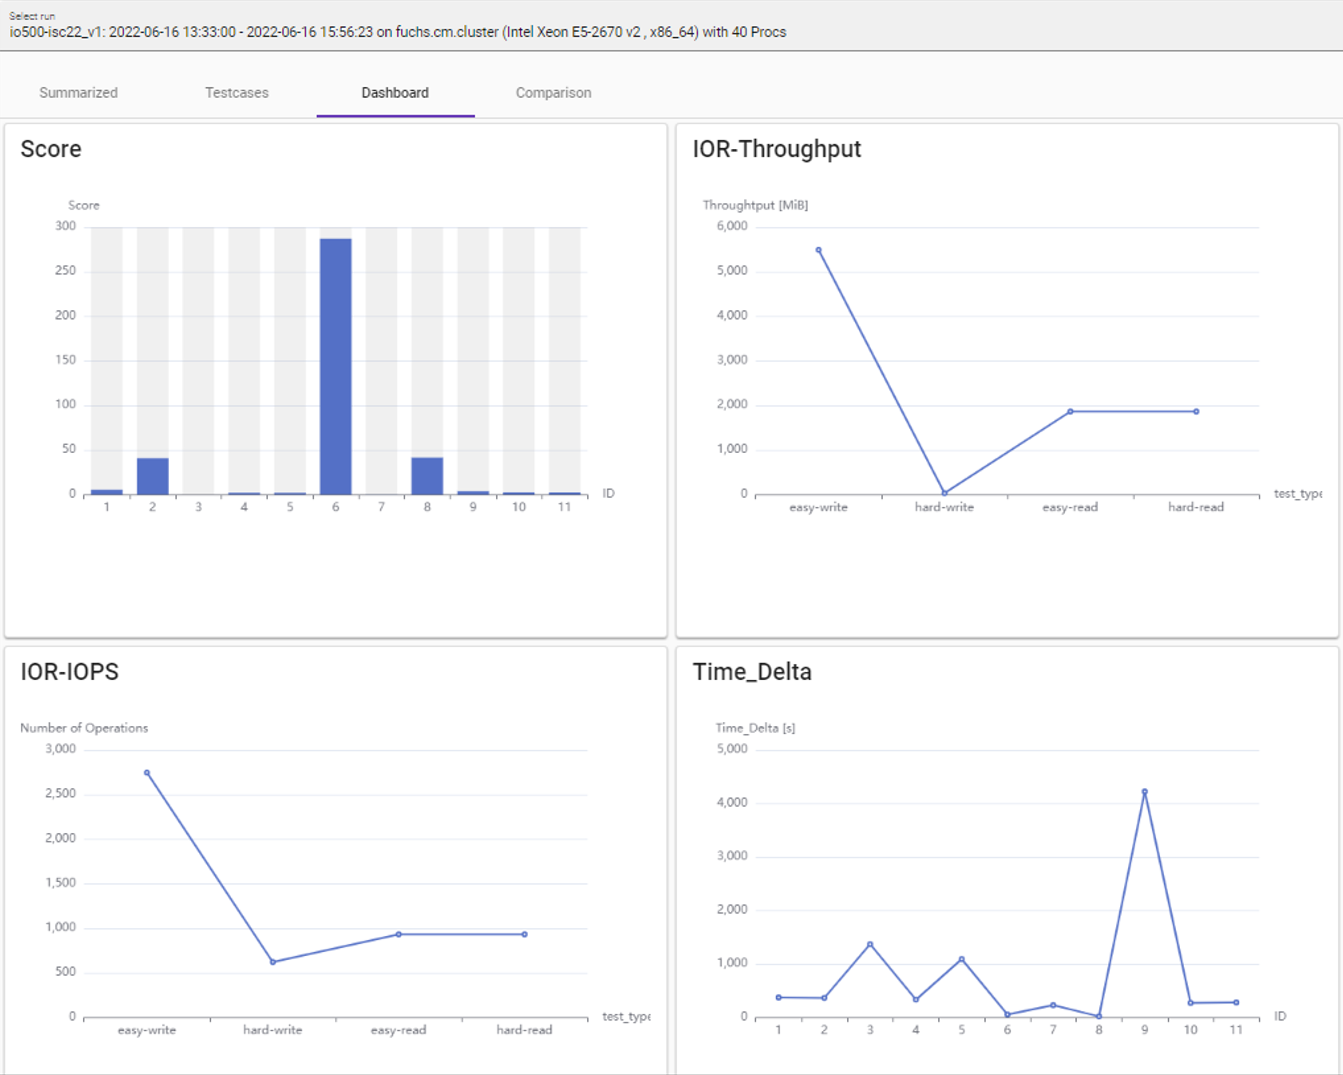 Select run
io500-isc22_v1: 2022-06-16 13:33:00 - 2022-06-16 15:56:23 on fuchs.cm.cluster (Intel Xeon E5-2670 v2 , x86_64) with 40 Procs
Summarized Testcases Dashboard Comparison
Score
Score
300
250
200
150
100
50
0
1 2 3 4 5 6 7 8 9 10 11
ID
IOR-Throughput
Throughtput [MiB]
6,000
5,000
4,000
3,000
2,000
1,000
0
easy-write hard-write easy-read hard-read
test_type
IOR-IOPS
Number of Operations
3,000
2,500
2,000
1,500
1,000
500
0
easy-write hard-write easy-read hard-read
test_type
Time_Delta
Time_Delta [s]
5,000
4,000
3,000
2,000
1,000
0
1 2 3 4 5 6 7 8 9 10 11
ID